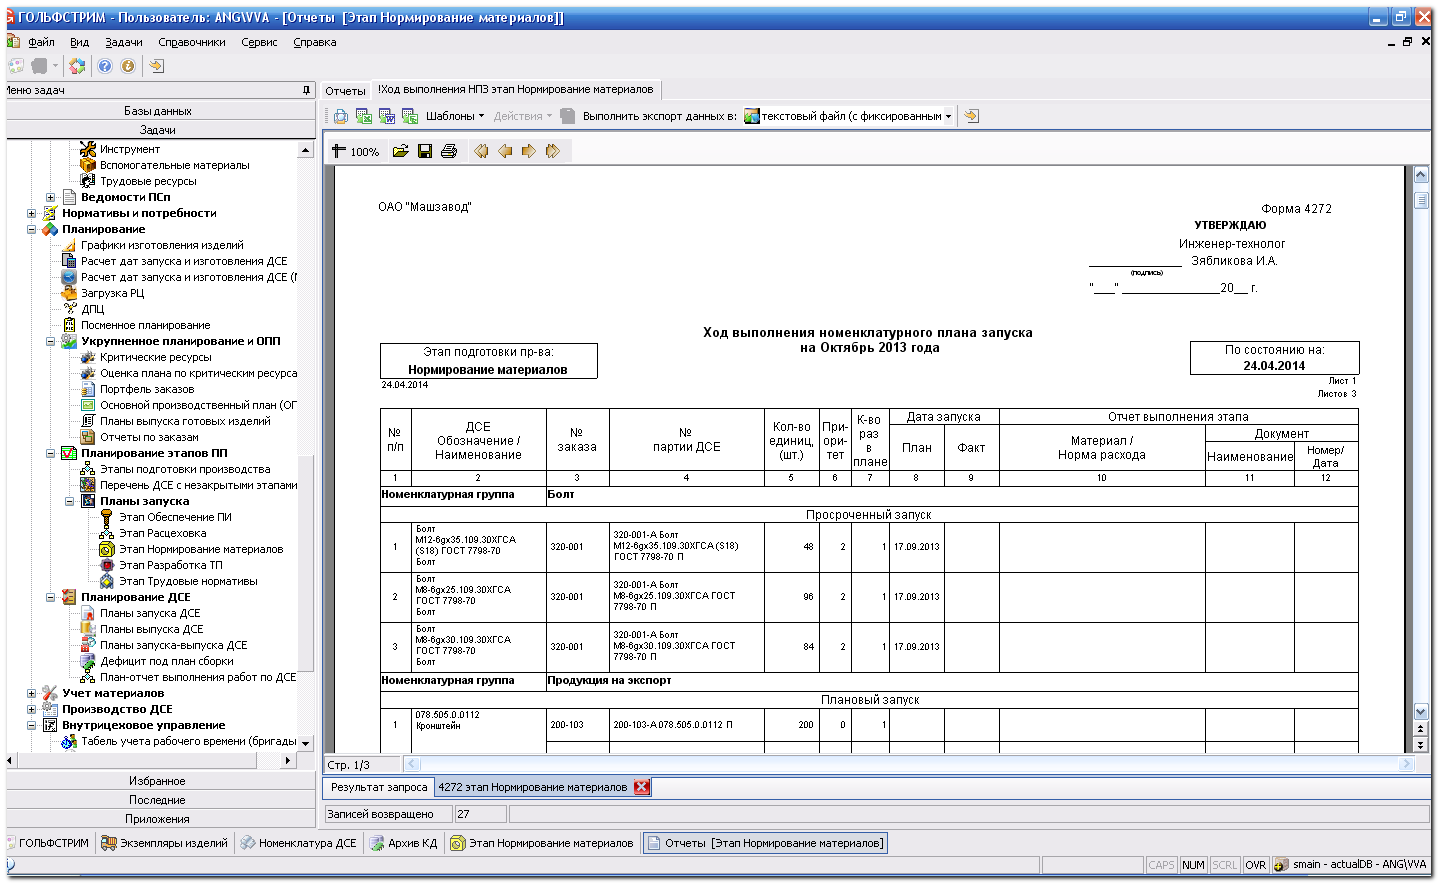 ГОЛЬФСТРИМ - Пользователь: ANG\VVA - [Отчеты  [Этап Нормирование материалов]]
Файл Вид Задачи Справочники Сервис Справка
Меню задач
Базы данных
Задачи
Инструмент
Вспомогательные материалы
Трудовые ресурсы
Ведомости ПСп
Нормативы и потребности
Планирование
Графики изготовления изделий
Расчет дат запуска и изготовления ДСЕ
Расчет дат запуска и изготовления ДСЕ (
Загрузка РЦ
ДПЦ
Посменное планирование
Укрупненное планирование и ОПП
Критические ресурсы
Оценка плана по критическим ресурса
Портфель заказов
Основной производственный план (ОГ
Планы выпуска готовых изделий
Отчеты по заказам
Планирование этапов ПП
Этапы подготовки производства
Перечень ДСЕ с незакрытыми этапами
Планы запуска
Этап Обеспечение ПИ
Этап Расцеховка
Этап Нормирование материалов
Этап Разработка ТП
Этап Трудовые нормативы
Планирование ДСЕ
Планы запуска ДСЕ
Планы выпуска ДСЕ
Планы запуска-выпуска ДСЕ
Дефицит под план сборки
План-отчет выполнения работ по ДСЕ
Учет материалов
Производство ДСЕ
Внутрицеховое управление
Табель учета рабочего времени (бригады
Избранное
Последние
Приложения
Отчеты !Ход выполнения НПЗ этап Нормирование материалов
Шаблоны Действия Выполнить экспорт данных в: текстовый файл (с фиксированным
100%
ОАО "Машзавод"
Форма 4272
УТВЕРЖДАЮ
Инженер-технолог
______________ Зябликова И.А.
(подпись)
"___" _______________20__ г.
Ход выполнения номенклатурного плана запуска
на Октябрь 2013 года
Этап подготовки пр-ва:
Нормирование материалов
24.04.2014
По состоянию на:
24.04.2014
Лист 1
Листов 3
№ п/п
ДСЕ Обозначение / Наименование
№ заказа
№ партии ДСЕ
Кол-во единиц, (шт.)
При-ори-тет
К-во раз в плане
Дата запуска
План Факт
Отчет выполнения этапа
Материал / Норма расхода
Документ
Наименование Номер/ Дата
1 2 3 4 5 6 7 8 9 10 11 12
Номенклатурная группа Болт
Просроченный запуск
1 Болт М12-6gх35.109.30ХГСА (S18) ГОСТ 7798-70 Болт 320-001 320-001-А Болт М12-6gх35.109.30ХГСА (S18) ГОСТ 7798-70 П 48 2 1 17.09.2013
2 Болт М8-6gх25.109.30ХГСА ГОСТ 7798-70 Болт 320-001 320-001-А Болт М8-6gх25.109.30ХГСА ГОСТ 7798-70 П 96 2 1 17.09.2013
3 Болт М8-6gх30.109.30ХГСА ГОСТ 7798-70 Болт 320-001 320-001-А Болт М8-6gх30.109.30ХГСА ГОСТ 7798-70 П 84 2 1 17.09.2013
Номенклатурная группа Продукция на экспорт
Плановый запуск
1 078.505.0.0112 Кронштейн 200-103 200-103-А 078.505.0.0112 П 200 0 1
Стр. 1/3
Результат запроса 4272 этап Нормирование материалов
Записей возвращено 27
ГОЛЬФСТРИМ Экземпляры изделий Номенклатура ДСЕ Архив КД Этап Нормирование материалов Отчеты  [Этап Нормирование материалов]
CAPS NUM SCRL OVR smain - actualDB - ANG\VVA